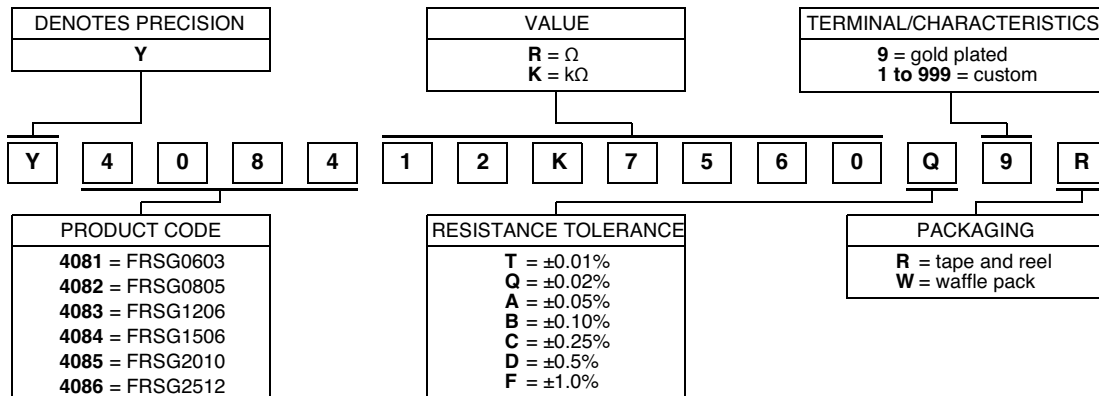 DENOTES PRECISION
Y
VALUE
R = Ω
K = kΩ
TERMINAL/CHARACTERISTICS
9 = gold plated
1 to 999 = custom
Y 4 0 8 4 1 2 K 7 5 6 0 Q 9 R
PRODUCT CODE
4081 = FRSG0603
4082 = FRSG0805
4083 = FRSG1206
4084 = FRSG1506
4085 = FRSG2010
4086 = FRSG2512
RESISTANCE TOLERANCE
T = ±0.01%
Q = ±0.02%
A = ±0.05%
B = ±0.10%
C = ±0.25%
D = ±0.5%
F = ±1.0%
PACKAGING
R = tape and reel
W = waffle pack